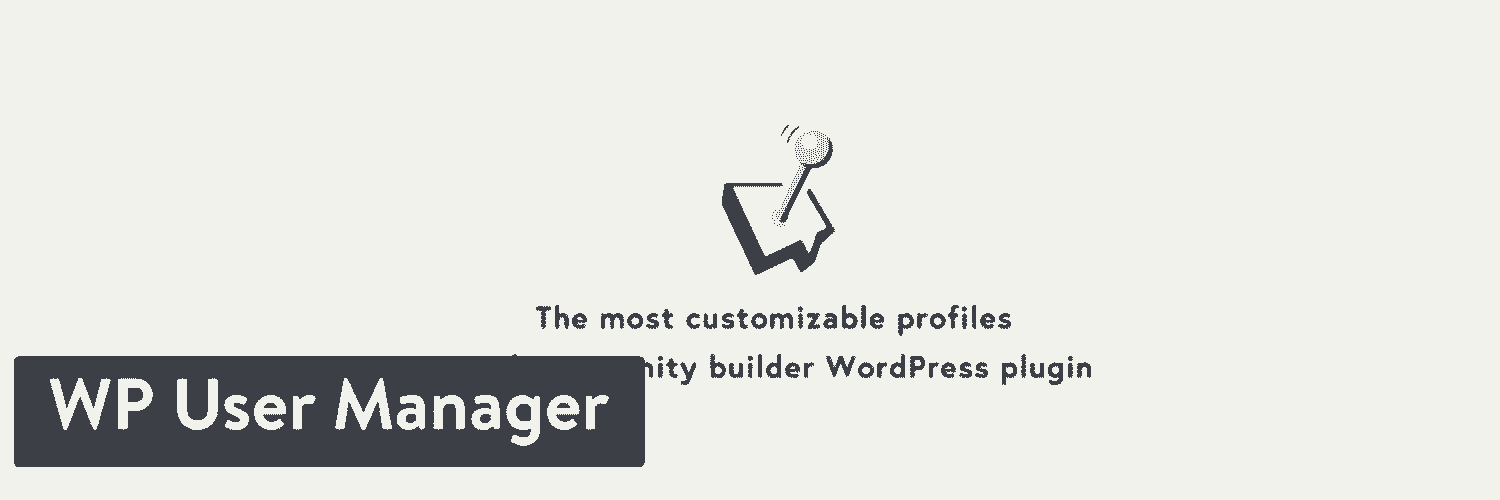 The most customizable profiles
builder WordPress plugin
WP User Manager